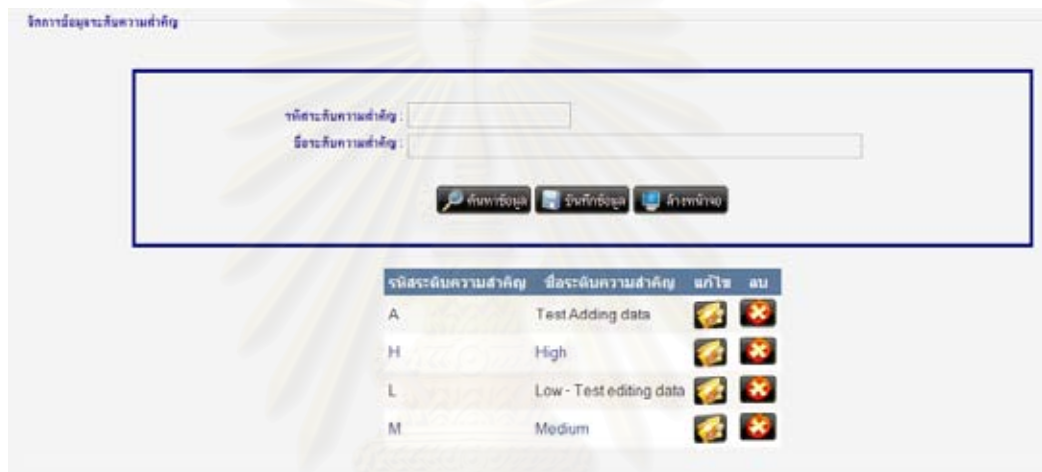 จัดการข้อมูลระดับความสำคัญ
รหัสระดับความสำคัญ :
ชื่อระดับความสำคัญ :
ค้นหาข้อมูล บันทึกข้อมูล ล้างหน้าจอ
รหัสระดับความสำคัญ ชื่อระดับความสำคัญ แก้ไข ลบ
A Test Adding data
H High
L Low - Test editing data
M Medium